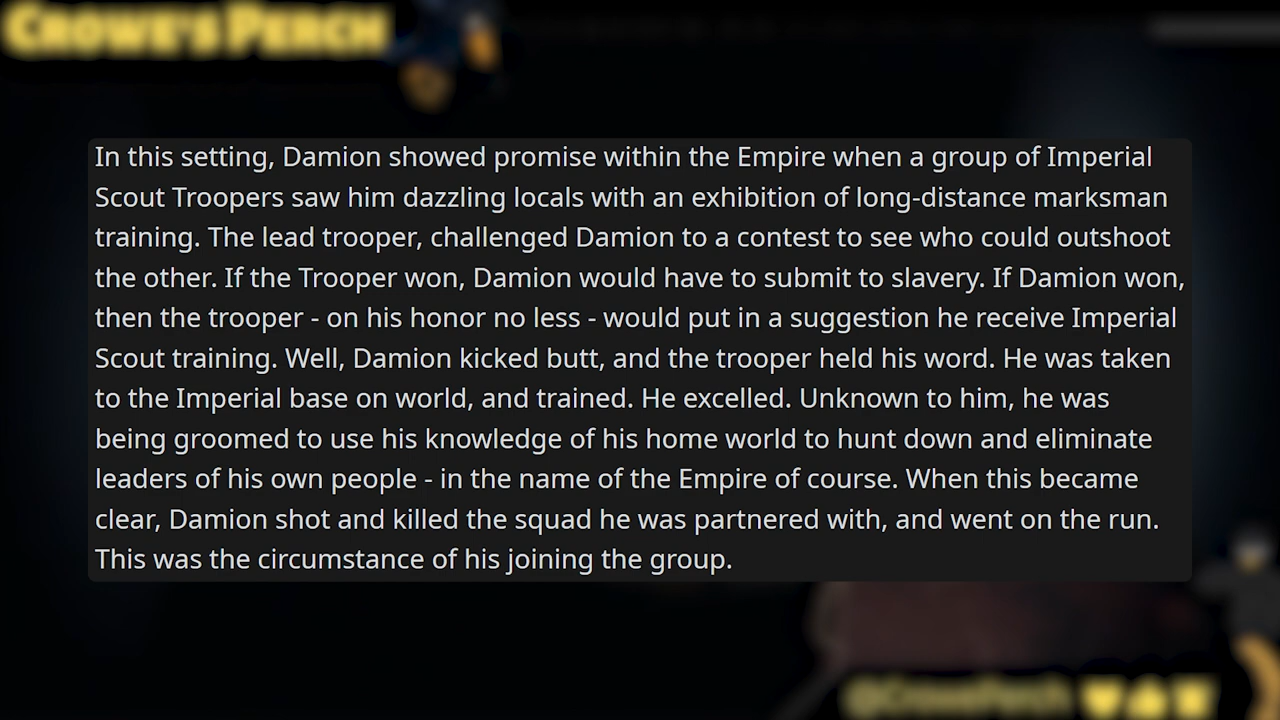 CROWE'S PERCH
In this setting, Damion showed promise within the Empire when a group of Imperial
Scout Troopers saw him dazzling locals with an exhibition of long-distance marksman
training. The lead trooper, challenged Damion to a contest to see who could outshoot
the other. If the Trooper won, Damion would have to submit to slavery. If Damion won,
then the trooper - on his honor no less - would put in a suggestion he receive Imperial
Scout training. Well, Damion kicked butt, and the trooper held his word. He was taken
to the Imperial base on world, and trained. He excelled. Unknown to him, he was
being groomed to use his knowledge of his home world to hunt down and eliminate
leaders of his own people - in the name of the Empire of course. When this became
clear, Damion shot and killed the squad he was partnered with, and went on the run.
This was the circumstance of his joining the group.